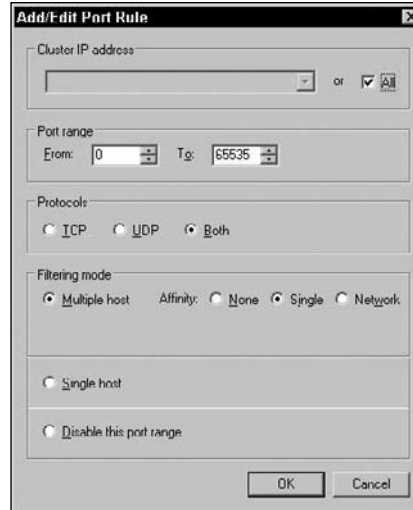 Add/Edit Port Rule
Cluster IP address
or All
Port range
From: 0 To: 65535
Protocols
TCP UDP Both
Filtering mode
Multiple host Affinity: None Single Network
Single host
Disable this port range
OK Cancel